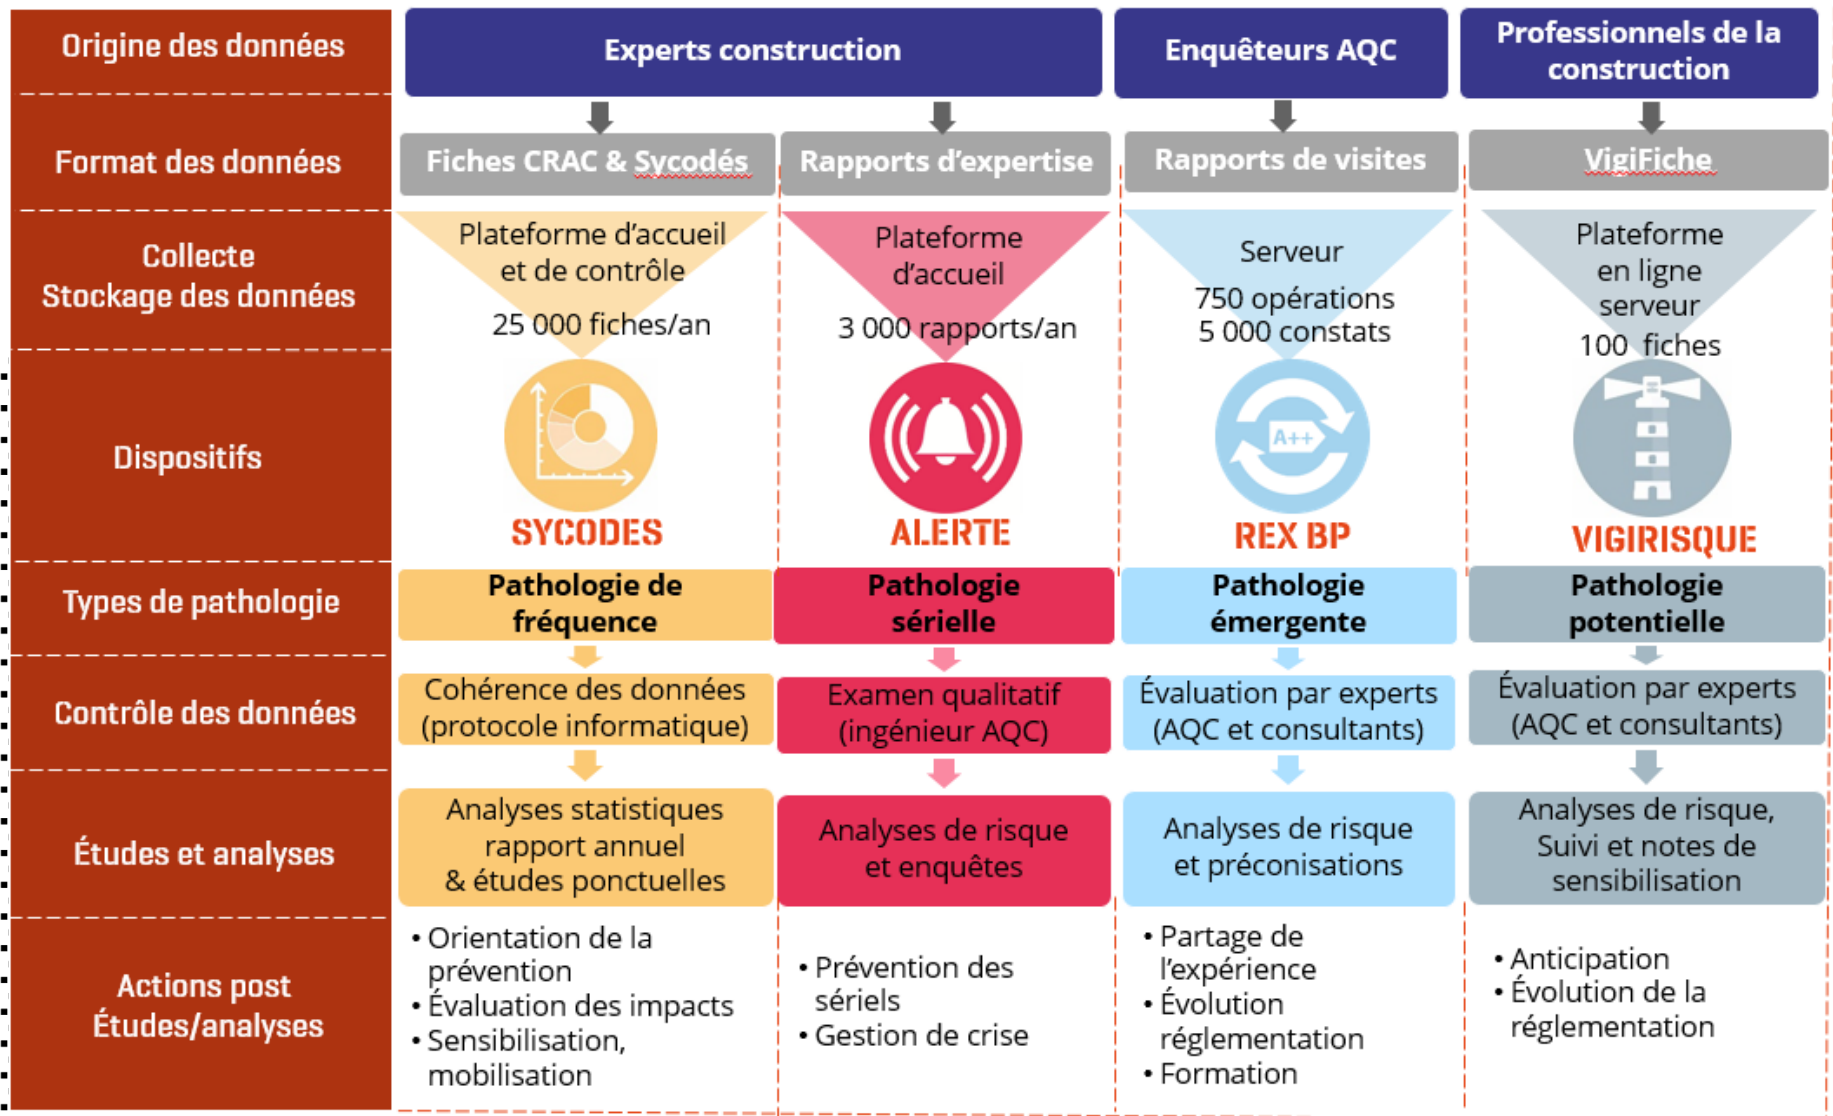 Origine des données
Experts construction
Enquêteurs AQC
Professionnels de la
construction
Format des données
Fiches CRAC & Sycodés
Rapports d'expertise
Rapports de visites
VigiFiche
Collecte
Stockage des données
Plateforme d'accueil
et de contrôle
25 000 fiches/an
Plateforme
d'accueil
3 000 rapports/an
Serveur
750 opérations
5 000 constats
Plateforme
en ligne
serveur
100 fiches
Dispositifs
SYCODES
ALERTE
A++
REX BP
VIGIRISQUE
Types de pathologie
Pathologie de
fréquence
Pathologie
sérielle
Pathologie
émergente
Pathologie
potentielle
Contrôle des données
Cohérence des données
(protocole informatique)
Examen qualitatif
(ingénieur AQC)
Évaluation par experts
(AQC et consultants)
Évaluation par experts
(AQC et consultants)
Études et analyses
Analyses statistiques
rapport annuel
& études ponctuelles
Analyses de risque
et enquêtes
Analyses de risque
et préconisations
Analyses de risque,
Suivi et notes de
sensibilisation
Actions post
Études/analyses
• Orientation de la
prévention
• Évaluation des impacts
• Sensibilisation,
mobilisation
• Prévention des
sériels
• Gestion de crise
• Partage de
l'expérience
• Évolution
réglementation
• Formation
• Anticipation
• Évolution de la
réglementation